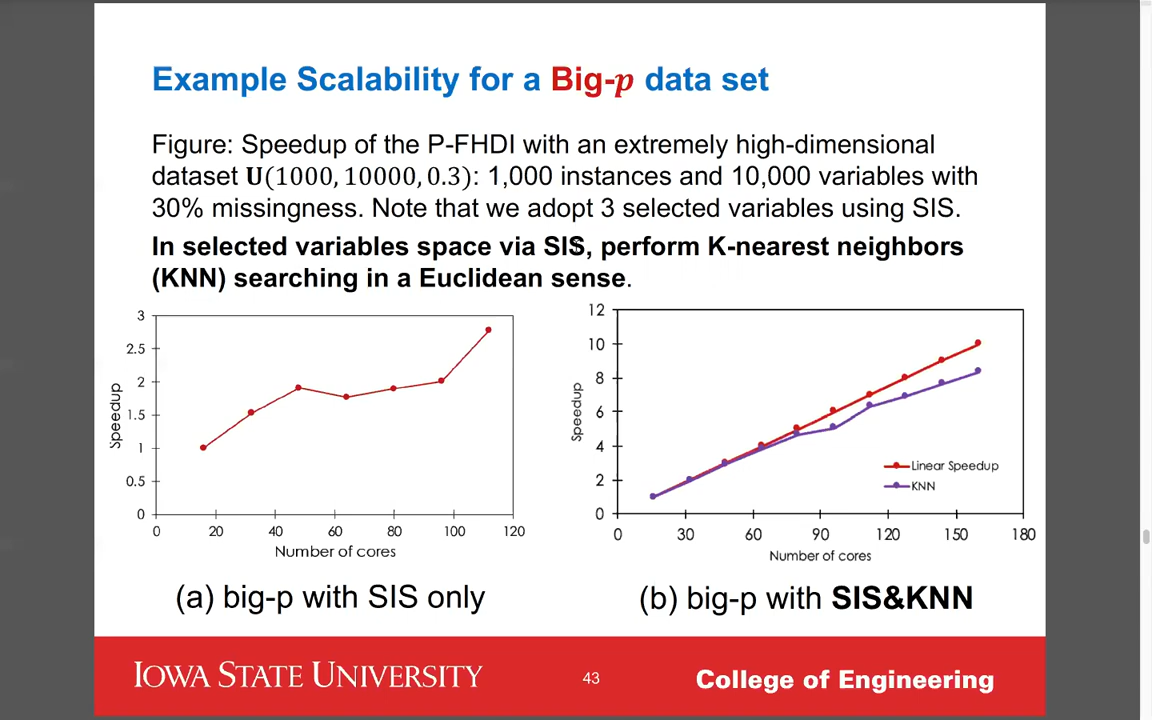 Example Scalability for a Big-p data set
Figure: Speedup of the P-FHDI with an extremely high-dimensional
dataset U(1000, 10000, 0.3): 1,000 instances and 10,000 variables with
30% missingness. Note that we adopt 3 selected variables using SIS.
In selected variables space via SIS, perform K-nearest neighbors
(KNN) searching in a Euclidean sense.
3
2.5
2
1.5
1
0.5
0
Speedup
0 20 40 60 80 100 120
Number of cores
(a) big-p with SIS only
12
10
8
6
4
2
0
Speedup
Linear Speedup
KNN
0 30 60 90 120 150 180
Number of cores
(b) big-p with SIS&KNN
IOWA STATE UNIVERSITY
43
College of Engineering